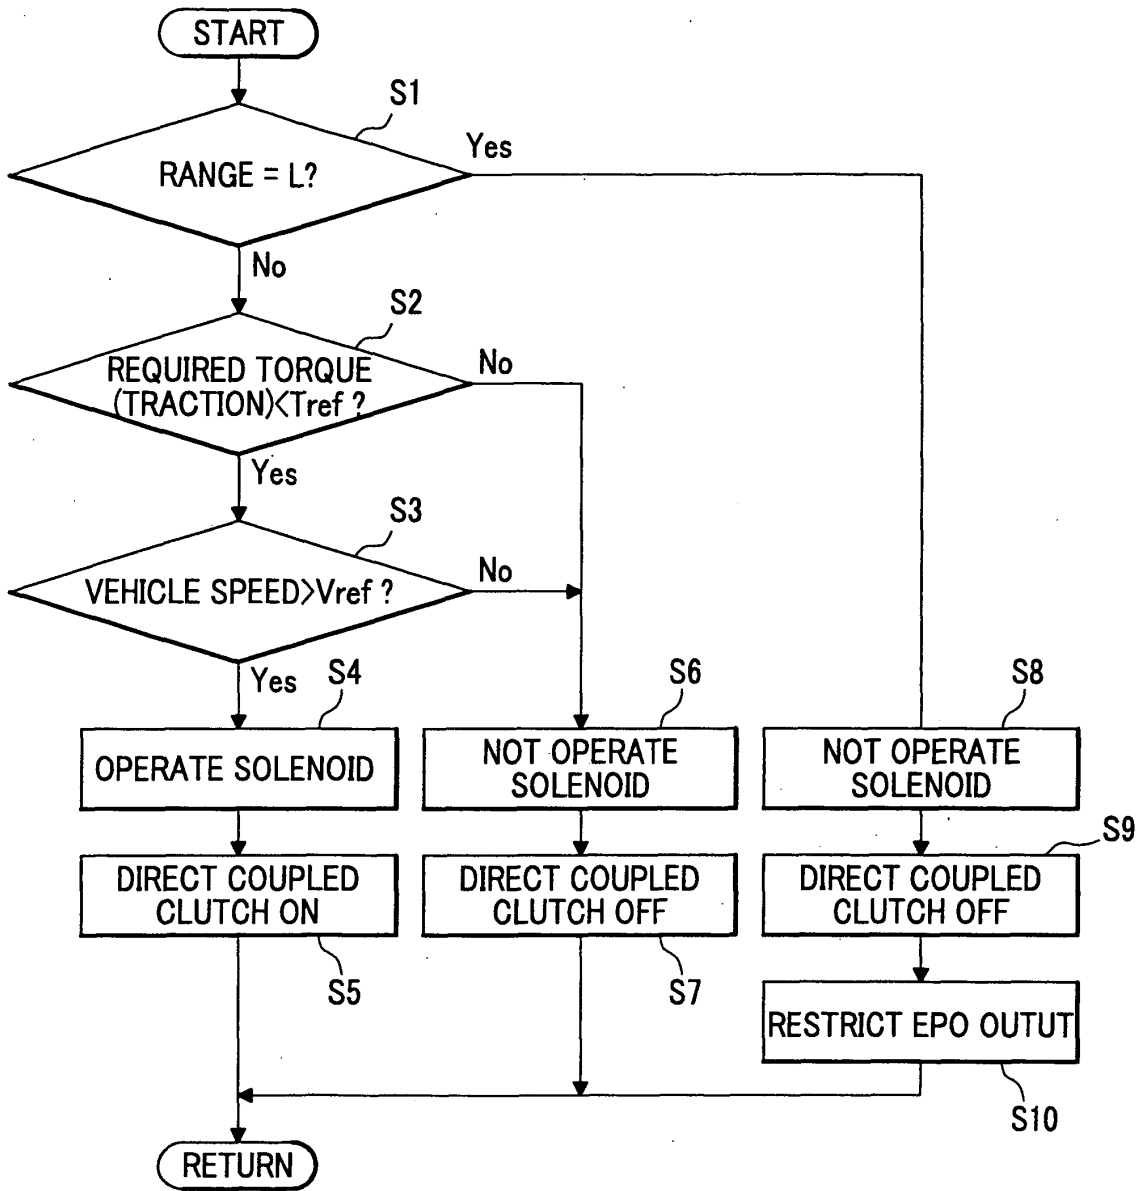 START
S1
RANGE = L?
Yes
No
S2
REQUIRED TORQUE
(TRACTION)<Tref ?
No
Yes
S3
VEHICLE SPEED>Vref ?
No
Yes
S4
OPERATE SOLENOID
S6
NOT OPERATE
SOLENOID
S8
NOT OPERATE
SOLENOID
DIRECT COUPLED
CLUTCH ON
S5
DIRECT COUPLED
CLUTCH OFF
S7
S9
DIRECT COUPLED
CLUTCH OFF
RESTRICT EPO OUTUT
S10
RETURN